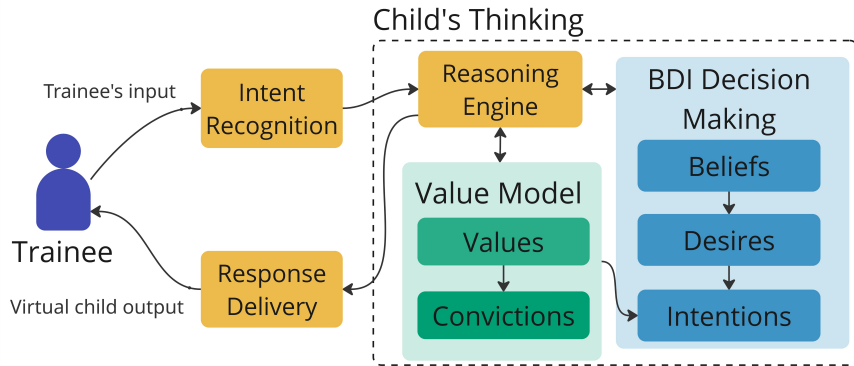 Child's Thinking
Trainee's input
Intent
Recognition
Reasoning
Engine
BDI Decision
Making
Beliefs
Value Model
Values
Desires
Trainee
Response
Delivery
Virtual child output
Convictions
Intentions